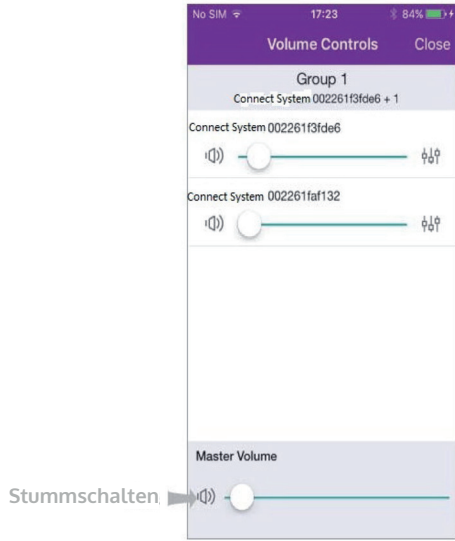 No SIM 17:23 84%
Volume Controls Close
Group 1
Connect System 002261f3fde6 + 1
Connect System 002261f3fde6
Connect System 002261faf132
Master Volume
Stummschalten